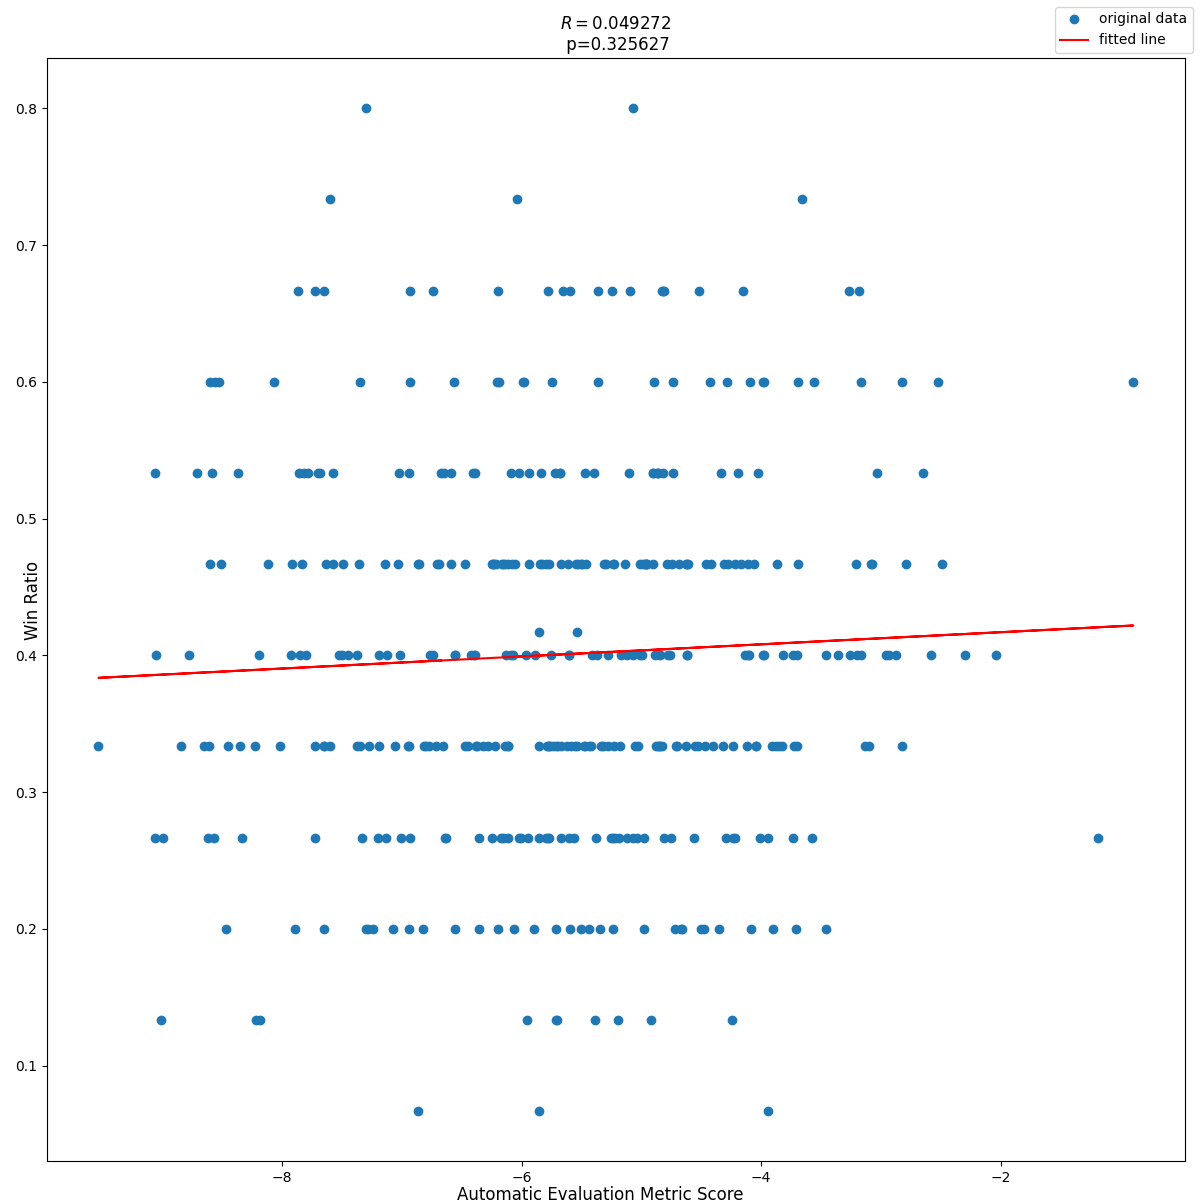 R = 0.049272
p=0.325627
original data
fitted line
0.8
0.7
0.6
0.5
0.4
0.3
0.2
0.1
Win Ratio
−8
−6
−4
−2
Automatic Evaluation Metric Score